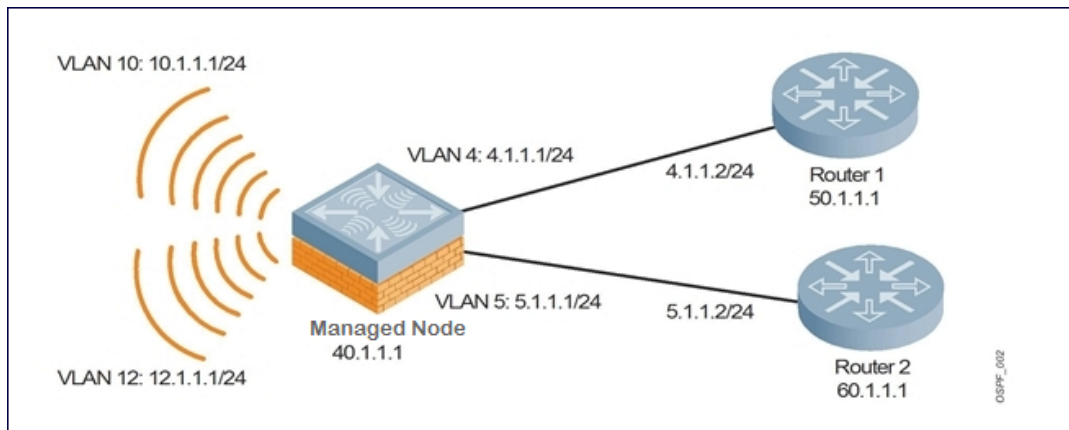 VLAN 10: 10.1.1.1/24
VLAN 4: 4.1.1.1/24
4.1.1.2/24
Router 1
50.1.1.1
VLAN 5: 5.1.1.1/24
5.1.1.2/24
Managed Node
40.1.1.1
VLAN 12: 12.1.1.1/24
Router 2
60.1.1.1
OSPF_002